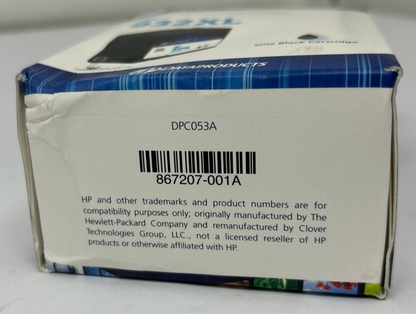 932XL
One Black Cartridge
DATAPRODUCTS
DPC053A
867207-001A
HP and other trademarks and product numbers are for
compatibility purposes only; originally manufactured by The
Hewlett-Packard Company and remanufactured by Clover
Technologies Group, LLC., not a licensed reseller of HP
products or otherwise affiliated with HP.